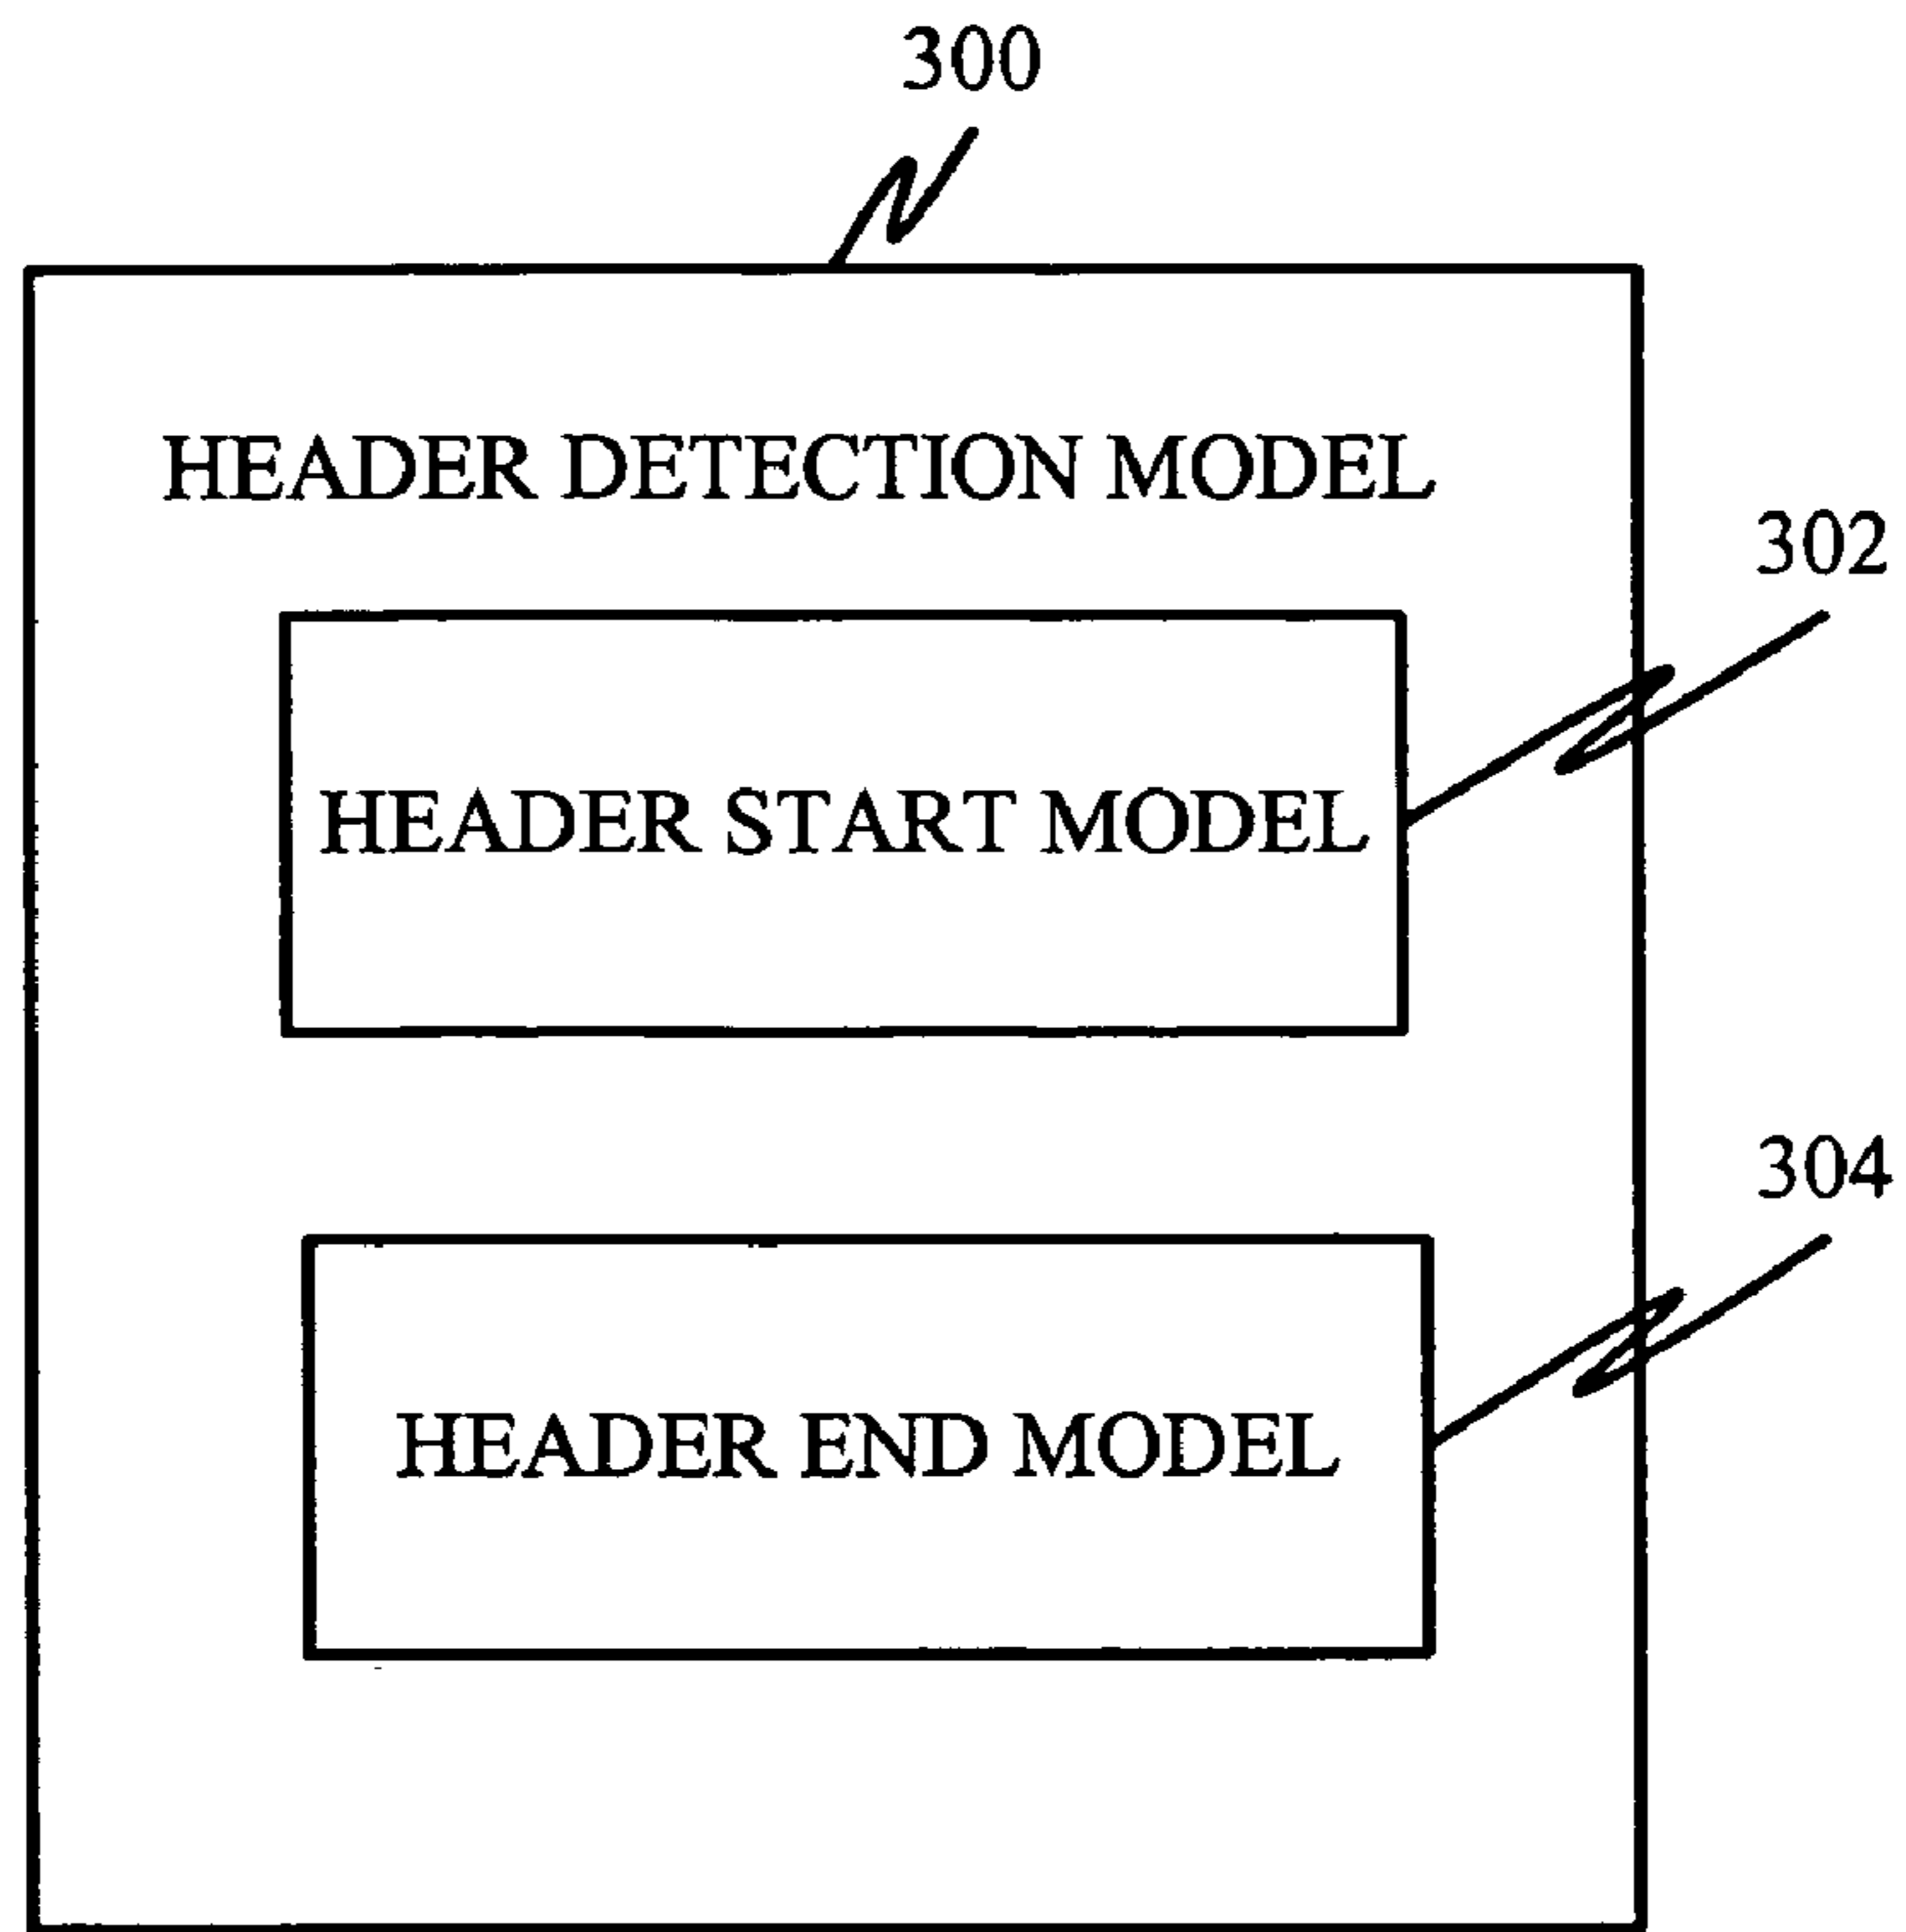 300
HEADER DETECTION MODEL
302
HEADER START MODEL
304
HEADER END MODEL